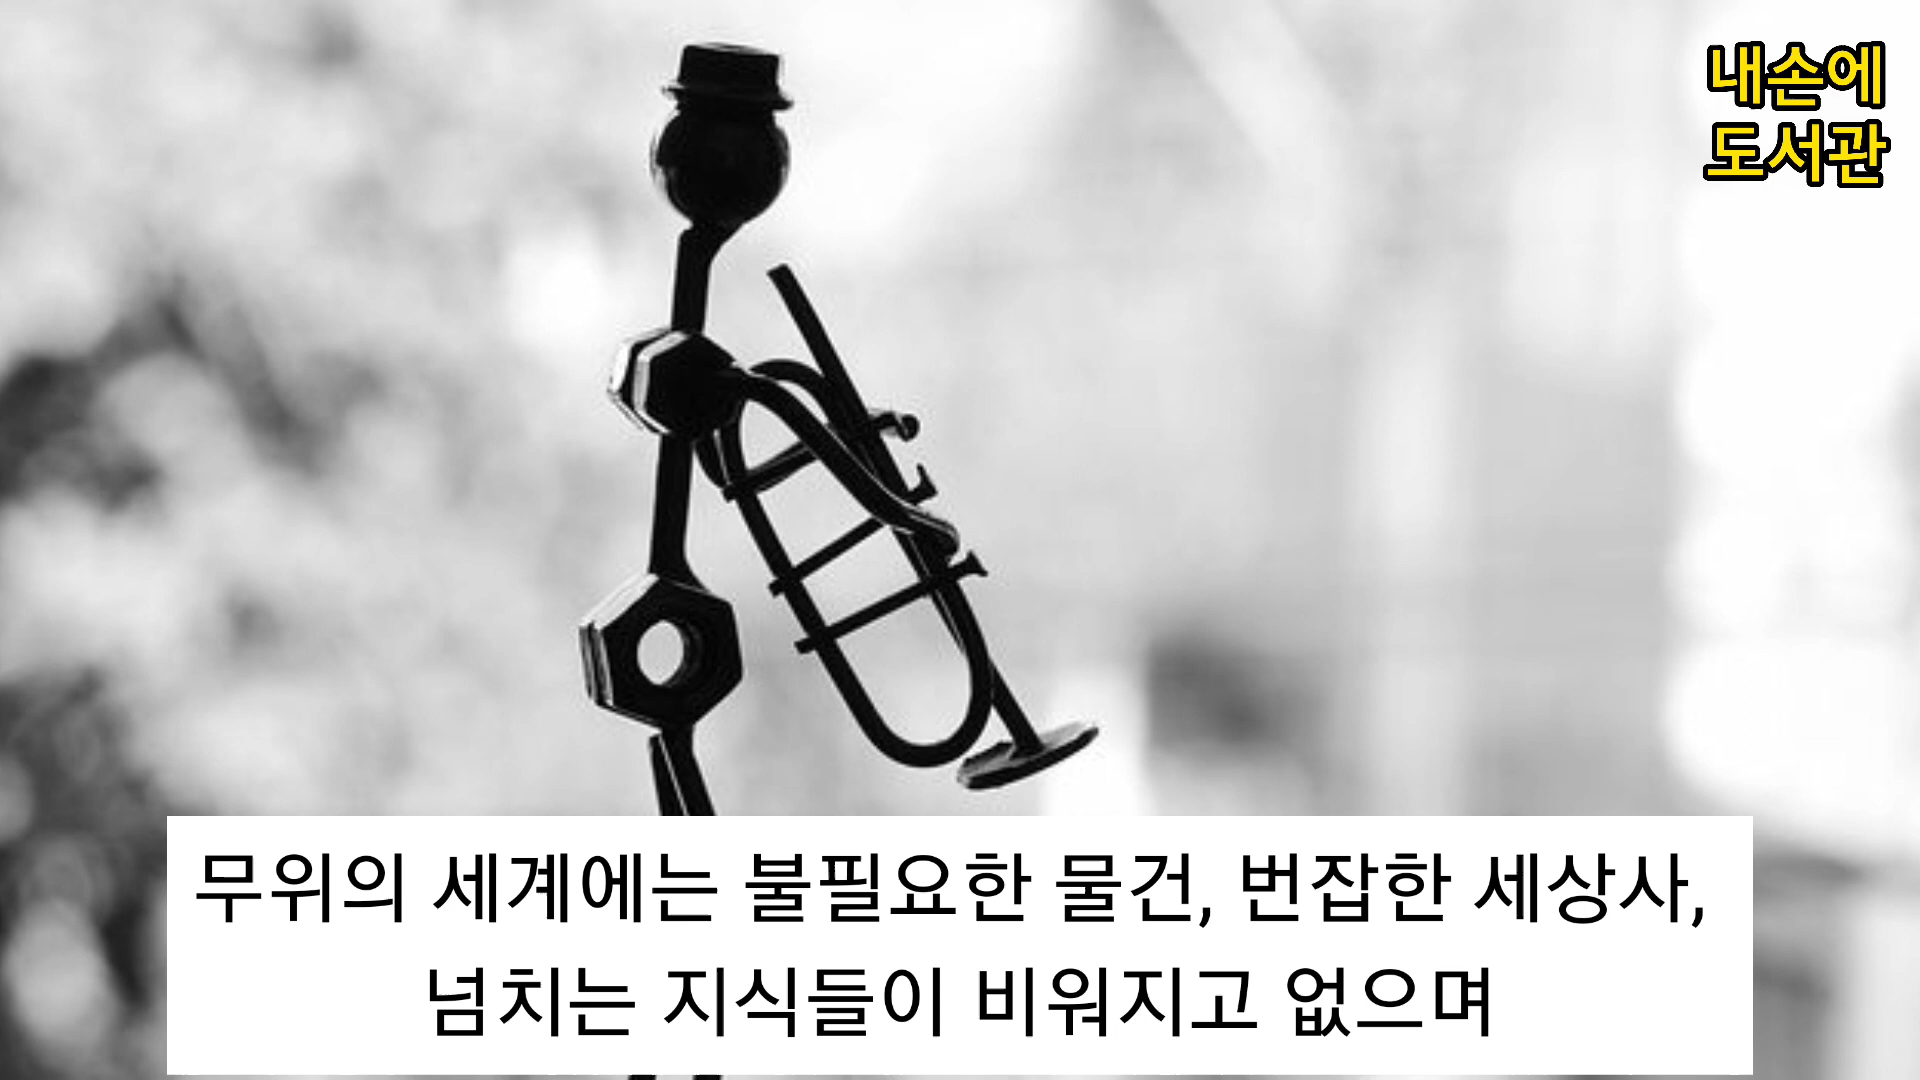 내손에
도서관
무위의 세계에는 불필요한 물건, 번잡한 세상사,
넘치는 지식들이 비워지고 없으며